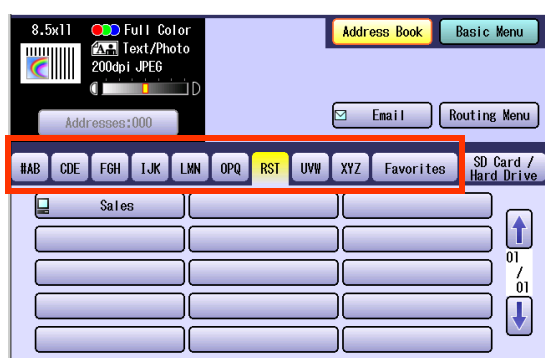 8.5x11 Full Color
A Text/Photo
200dpi JPEG
D
Addresses:000
Address Book Basic Menu
Email Routing Menu
#AB CDE FGH IJK LMN OPQ RST UVW XYZ Favorites SD Card /
Hard Drive
Sales
01
/
01